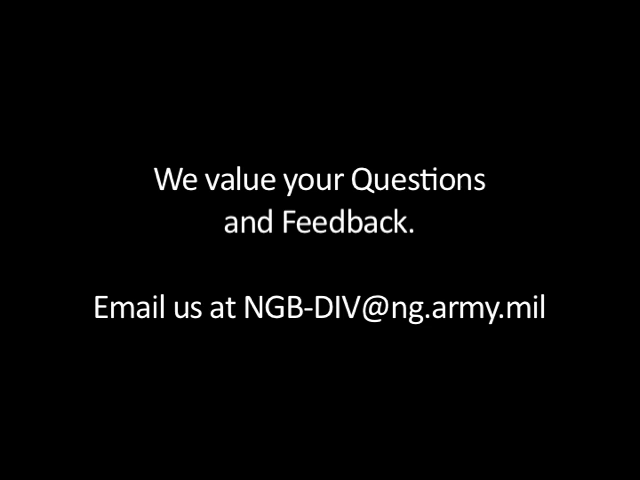 We value your Questions
and Feedback.
Email us at NGB-DIV@ng.army.mil